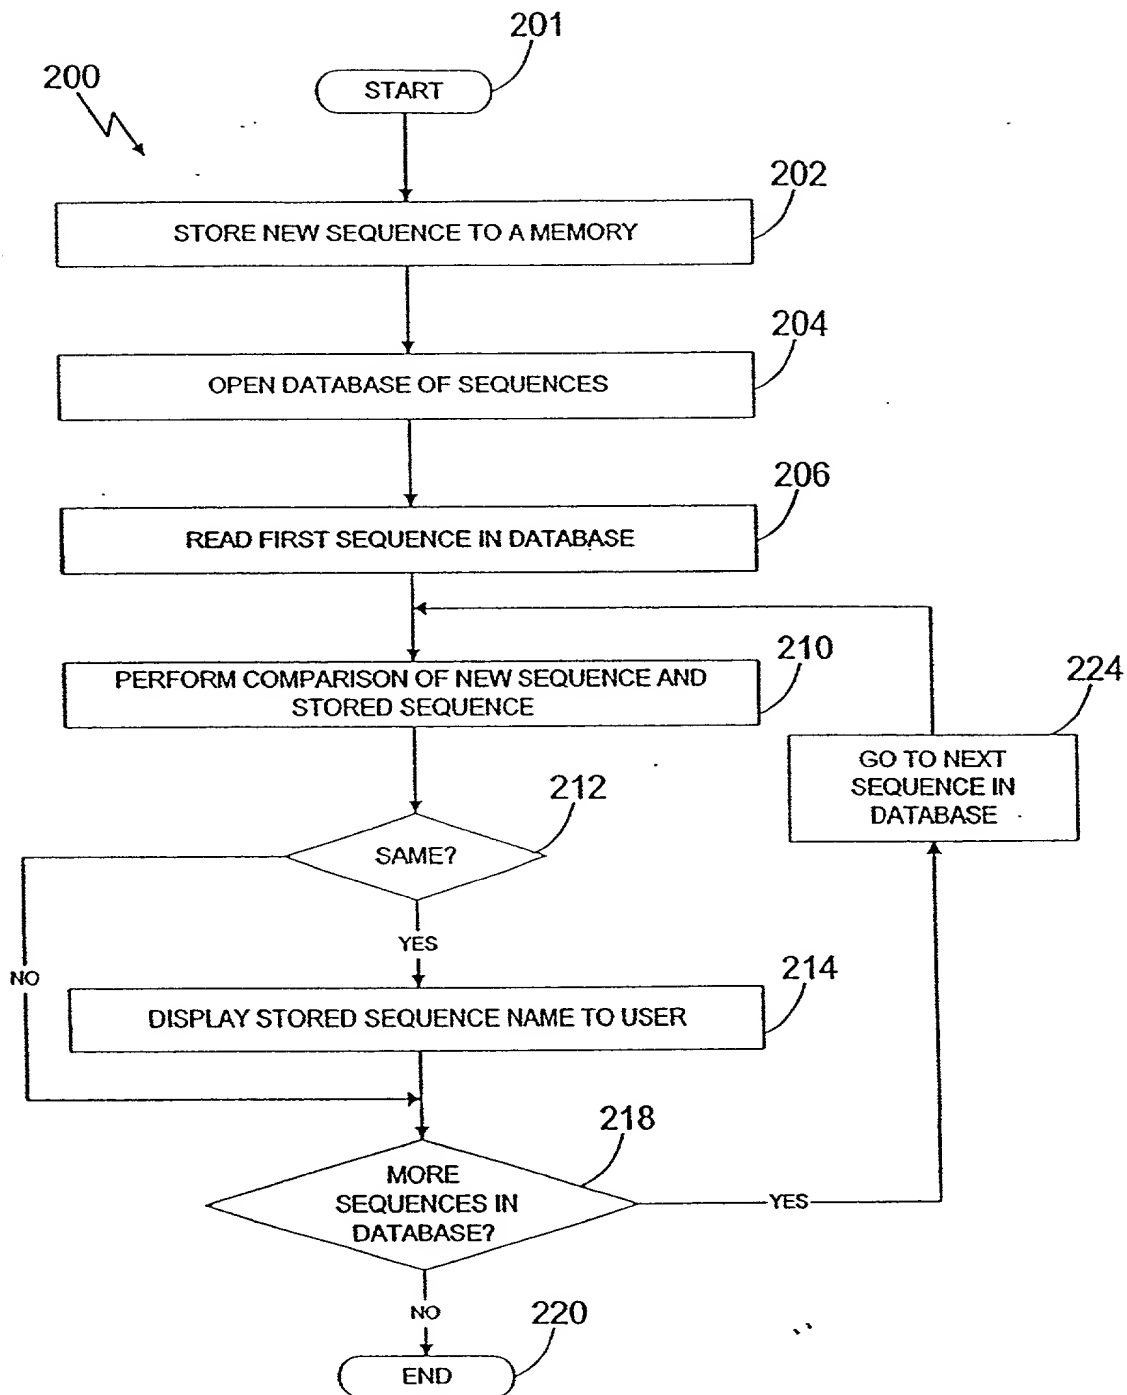 201
200
START
202
STORE NEW SEQUENCE TO A MEMORY
204
OPEN DATABASE OF SEQUENCES
206
READ FIRST SEQUENCE IN DATABASE
210
PERFORM COMPARISON OF NEW SEQUENCE AND
STORED SEQUENCE
224
GO TO NEXT
SEQUENCE IN
DATABASE
212
SAME?
YES
NO
214
DISPLAY STORED SEQUENCE NAME TO USER
218
MORE
SEQUENCES IN
DATABASE?
YES
NO
220
END